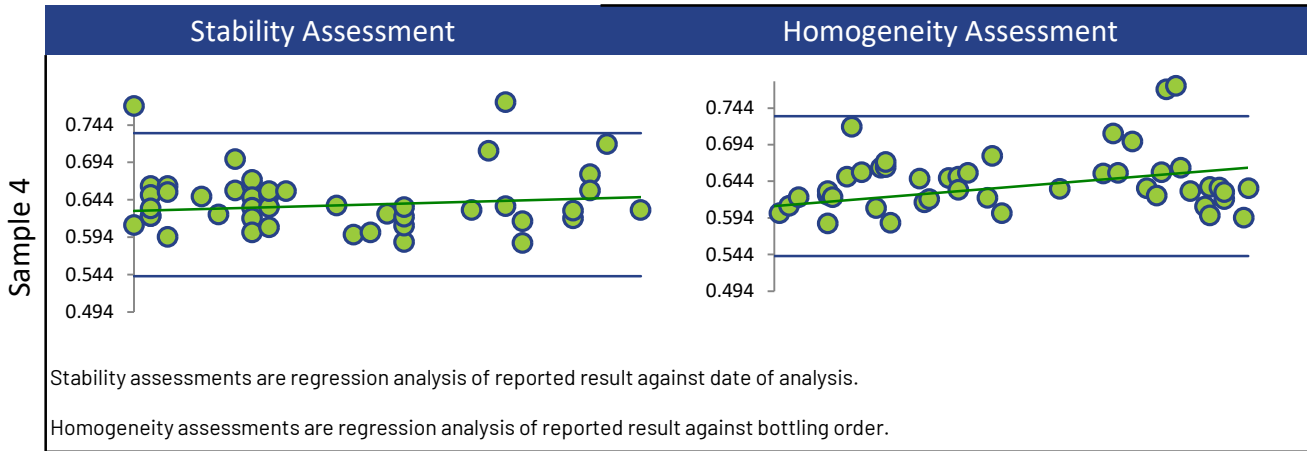 Stability Assessment
Homogeneity Assessment
Sample 4
0.744
0.694
0.644
0.594
0.544
0.494
0.744
0.694
0.644
0.594
0.544
0.494
Stability assessments are regression analysis of reported result against date of analysis.
Homogeneity assessments are regression analysis of reported result against bottling order.